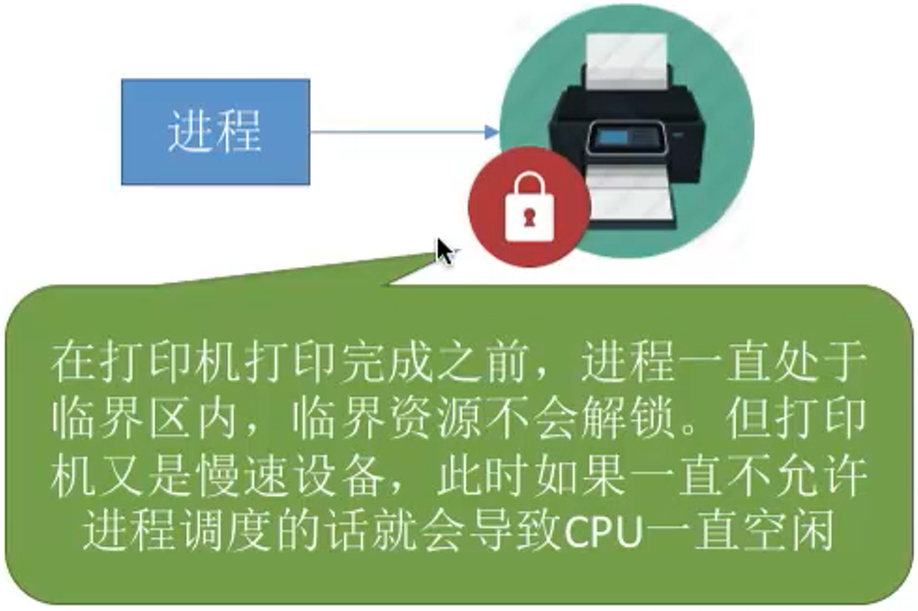 进程
在打印机打印完成之前，进程一直处于
临界区内，临界资源不会解锁。但打印
机又是慢速设备，此时如果一直不允许
进程调度的话就会导致CPU一直空闲